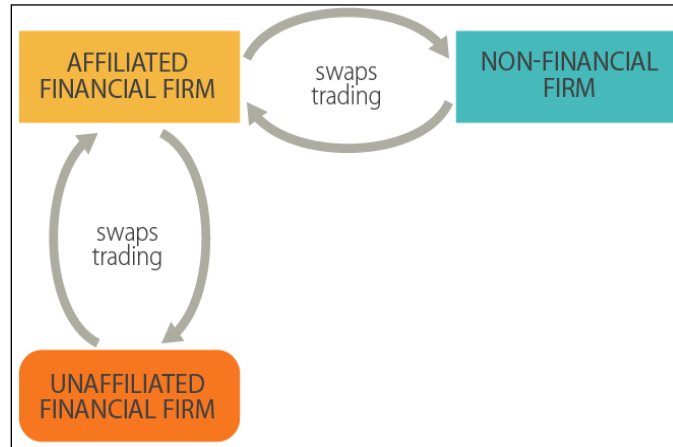 AFFILIATED
FINANCIAL FIRM
swaps
trading
NON-FINANCIAL
FIRM
swaps
trading
UNAFFILIATED
FINANCIAL FIRM